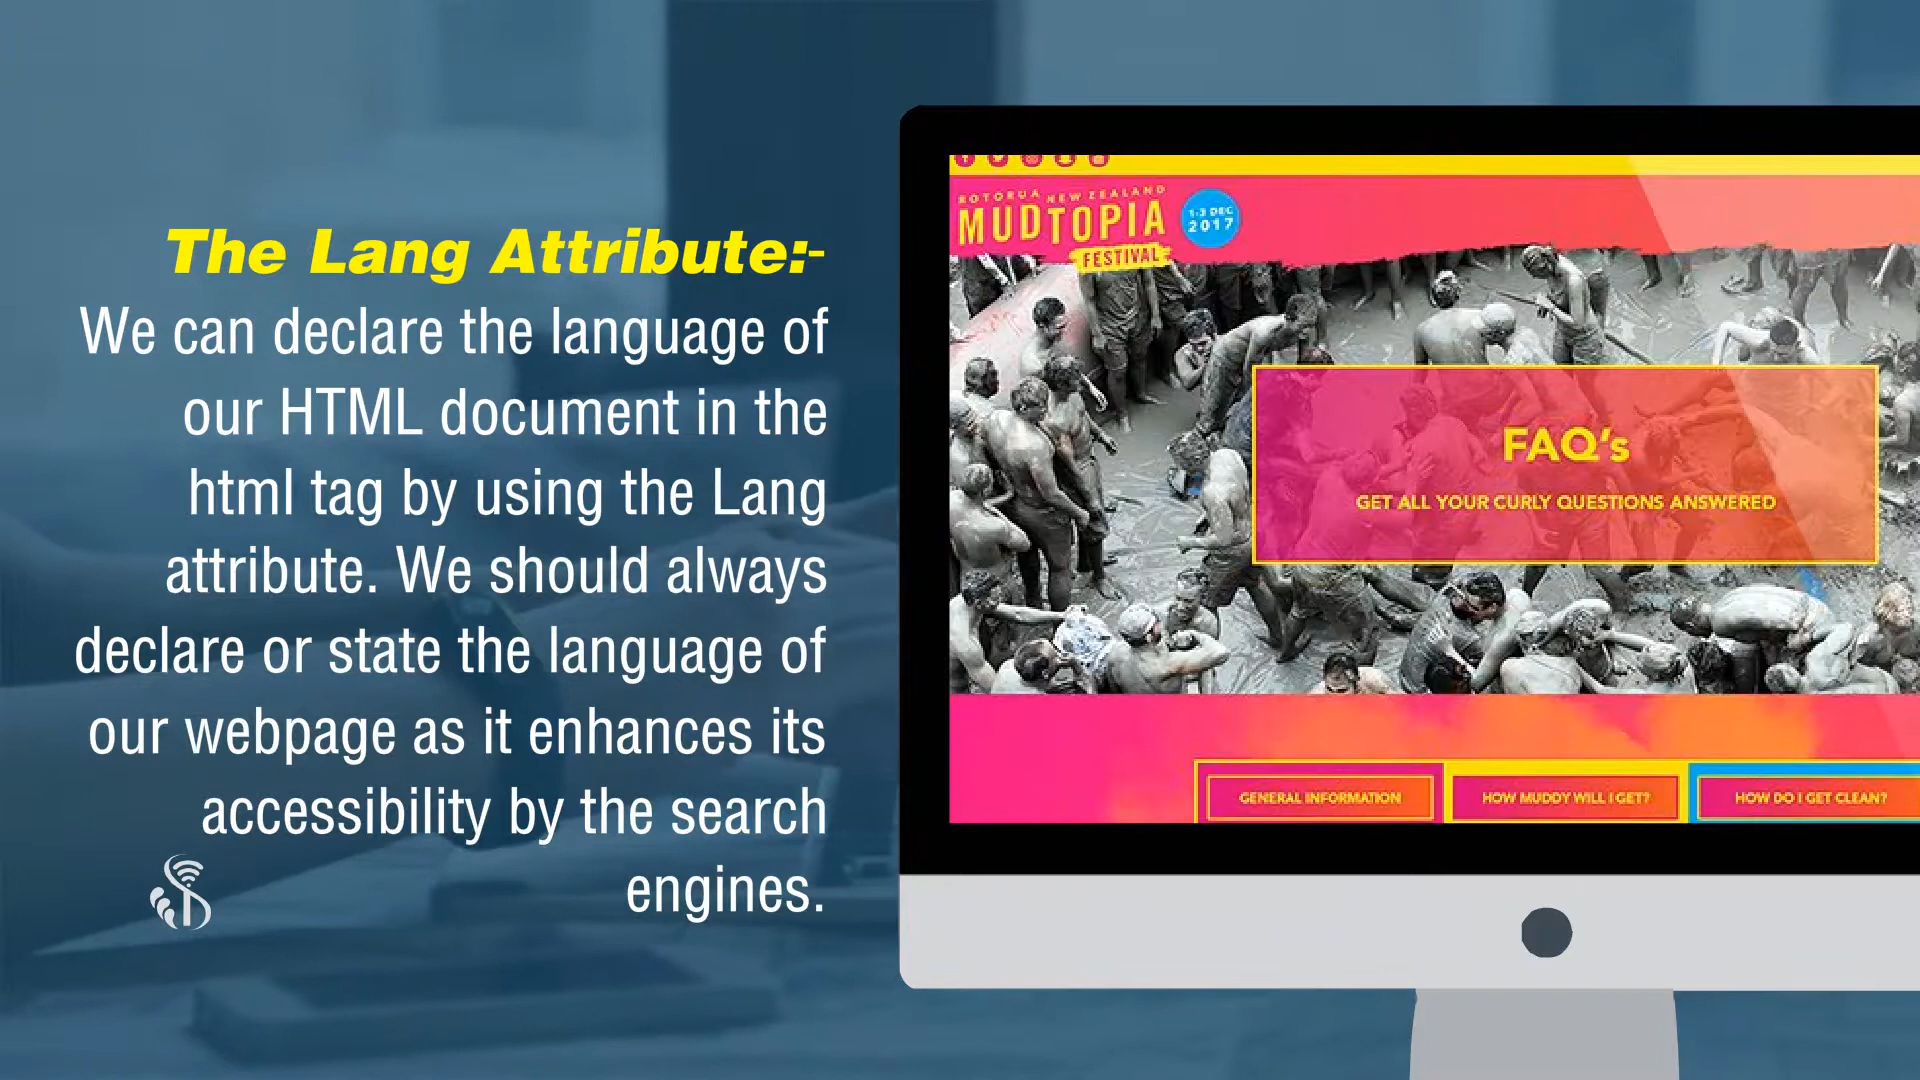 The Lang Attribute:-
We can declare the language of
our HTML document in the
html tag by using the Lang
attribute. We should always
declare or state the language of
our webpage as it enhances its
accessibility by the search
engines.
ROTORUA NEW ZEALAND
MUDTOPIA
FESTIVAL
1-3 DEC
2017
FAQ's
GET ALL YOUR CURLY QUESTIONS ANSWERED
GENERAL INFORMATION
HOW MUDDY WILL I GET?
HOW DO I GET CLEAN?